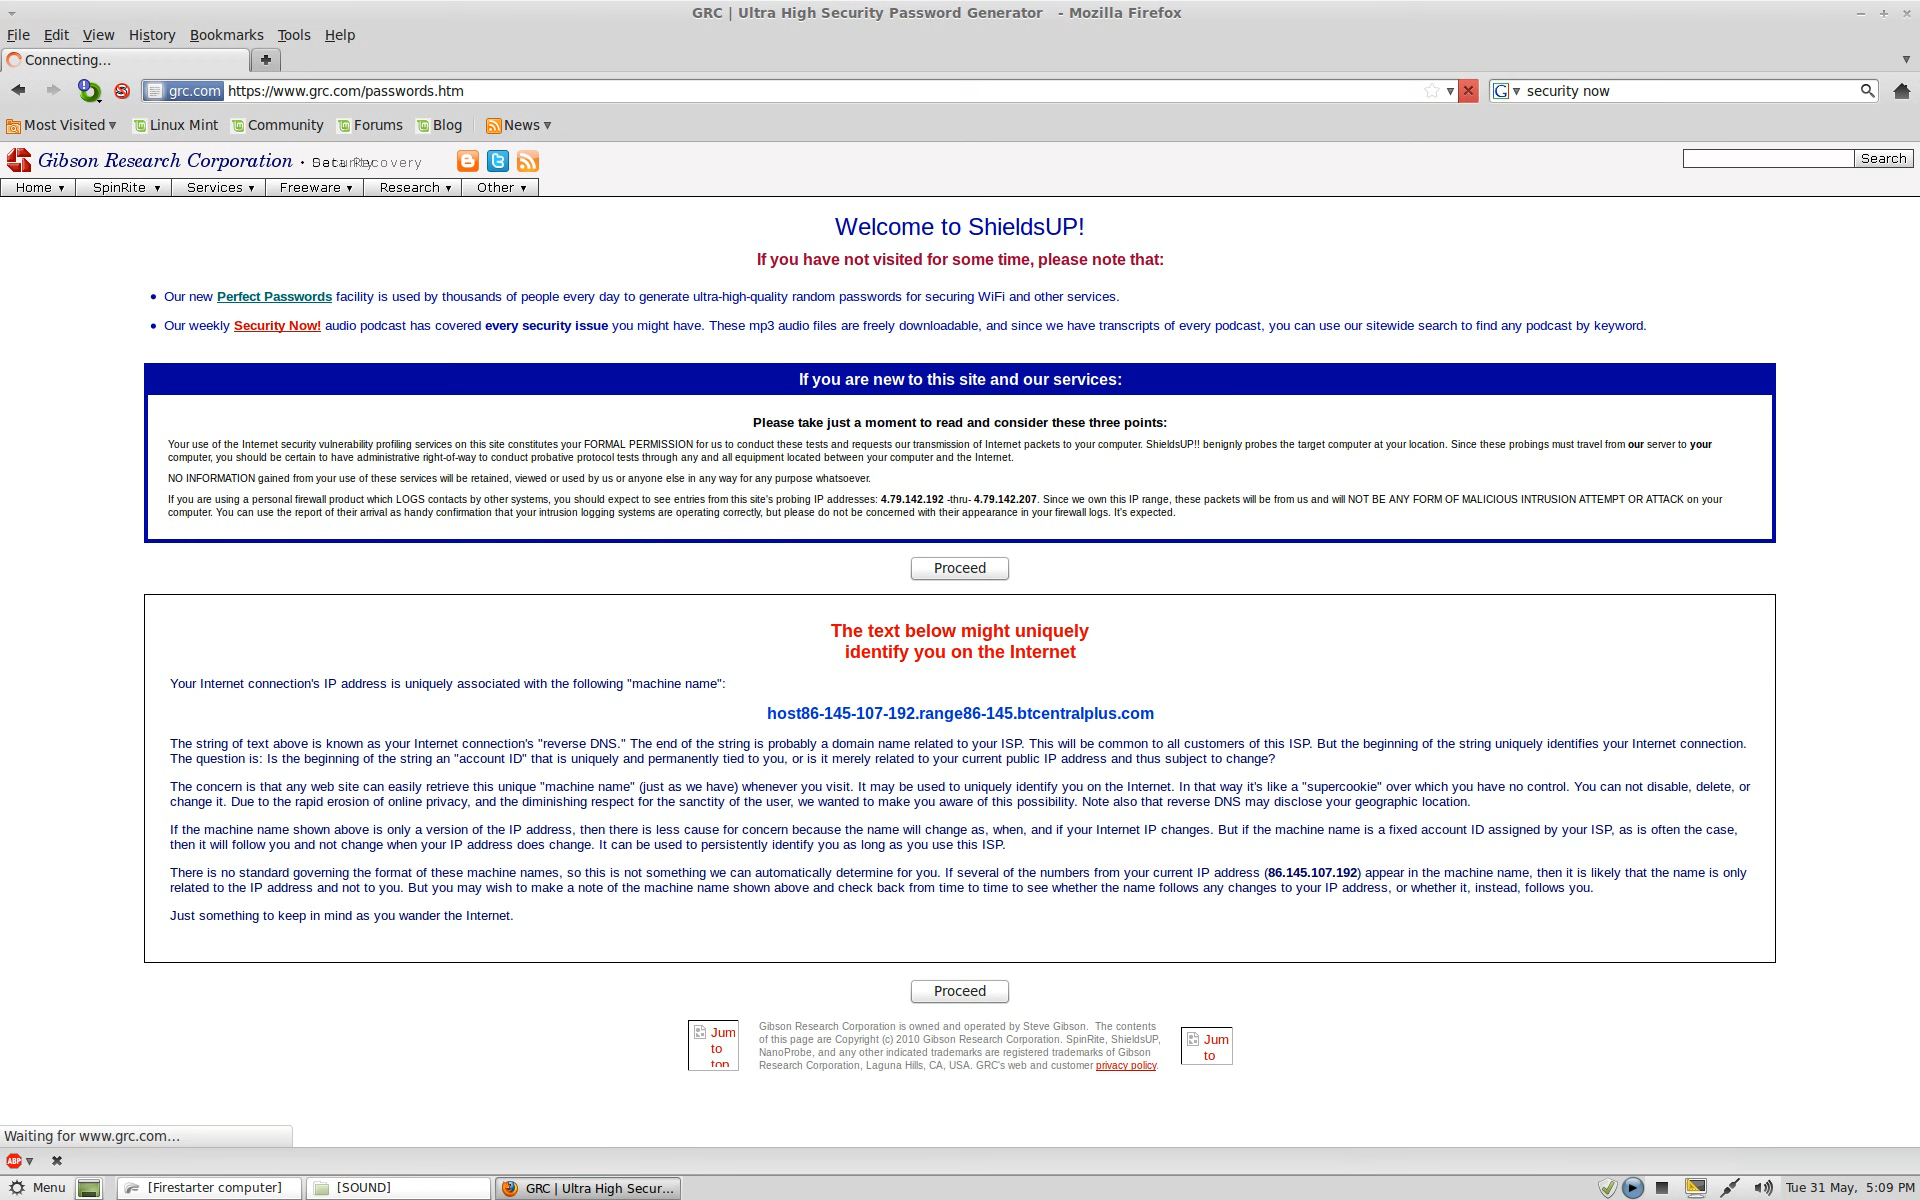 GRC | Ultra High Security Password Generator - Mozilla Firefox
File Edit View History Bookmarks Tools Help
Connecting...
grc.com https://www.grc.com/passwords.htm
security now
Most Visited Linux Mint Community Forums Blog News
Gibson Research Corporation ·
Search
Home SpinRite Services Freeware Research Other
Welcome to ShieldsUP!
If you have not visited for some time, please note that:
• Our new Perfect Passwords facility is used by thousands of people every day to generate ultra-high-quality random passwords for securing WiFi and other services.
• Our weekly Security Now! audio podcast has covered every security issue you might have. These mp3 audio files are freely downloadable, and since we have transcripts of every podcast, you can use our sitewide search to find any podcast by keyword.
If you are new to this site and our services:
Please take just a moment to read and consider these three points:
Your use of the Internet security vulnerability profiling services on this site constitutes your FORMAL PERMISSION for us to conduct these tests and requests our transmission of Internet packets to your computer. ShieldsUP!! benignly probes the target computer at your location. Since these probings must travel from our server to your
computer, you should be certain to have administrative right-of-way to conduct probative protocol tests through any and all equipment located between your computer and the Internet.
NO INFORMATION gained from your use of these services will be retained, viewed or used by us or anyone else in any way for any purpose whatsoever.
If you are using a personal firewall product which LOGS contacts by other systems, you should expect to see entries from this site's probing IP addresses: 4.79.142.192 -thru- 4.79.142.207. Since we own this IP range, these packets will be from us and will NOT BE ANY FORM OF MALICIOUS INTRUSION ATTEMPT OR ATTACK on your
computer. You can use the report of their arrival as handy confirmation that your intrusion logging systems are operating correctly, but please do not be concerned with their appearance in your firewall logs. It's expected.
Proceed
The text below might uniquely
identify you on the Internet
Your Internet connection's IP address is uniquely associated with the following "machine name":
host86-145-107-192.range86-145.btcentralplus.com
The string of text above is known as your Internet connection's "reverse DNS." The end of the string is probably a domain name related to your ISP. This will be common to all customers of this ISP. But the beginning of the string uniquely identifies your Internet connection.
The question is: Is the beginning of the string an "account ID" that is uniquely and permanently tied to you, or is it merely related to your current public IP address and thus subject to change?
The concern is that any web site can easily retrieve this unique "machine name" (just as we have) whenever you visit. It may be used to uniquely identify you on the Internet. In that way it's like a "supercookie" over which you have no control. You can not disable, delete, or
change it. Due to the rapid erosion of online privacy, and the diminishing respect for the sanctity of the user, we wanted to make you aware of this possibility. Note also that reverse DNS may disclose your geographic location.
If the machine name shown above is only a version of the IP address, then there is less cause for concern because the name will change as, when, and if your Internet IP changes. But if the machine name is a fixed account ID assigned by your ISP, as is often the case,
then it will follow you and not change when your IP address does change. It can be used to persistently identify you as long as you use this ISP.
There is no standard governing the format of these machine names, so this is not something we can automatically determine for you. If several of the numbers from your current IP address (86.145.107.192) appear in the machine name, then it is likely that the name is only
related to the IP address and not to you. But you may wish to make a note of the machine name shown above and check back from time to time to see whether the name follows any changes to your IP address, or whether it, instead, follows you.
Just something to keep in mind as you wander the Internet.
Proceed
Jum
to
top
Gibson Research Corporation is owned and operated by Steve Gibson. The contents
of this page are Copyright (c) 2010 Gibson Research Corporation. SpinRite, ShieldsUP,
NanoProbe, and any other indicated trademarks are registered trademarks of Gibson
Research Corporation, Laguna Hills, CA, USA. GRC's web and customer privacy policy.
Jum
to
Waiting for www.grc.com...
ABP
Menu [Firestarter computer] [SOUND] GRC | Ultra High Secur... Tue 31 May, 5:09 PM